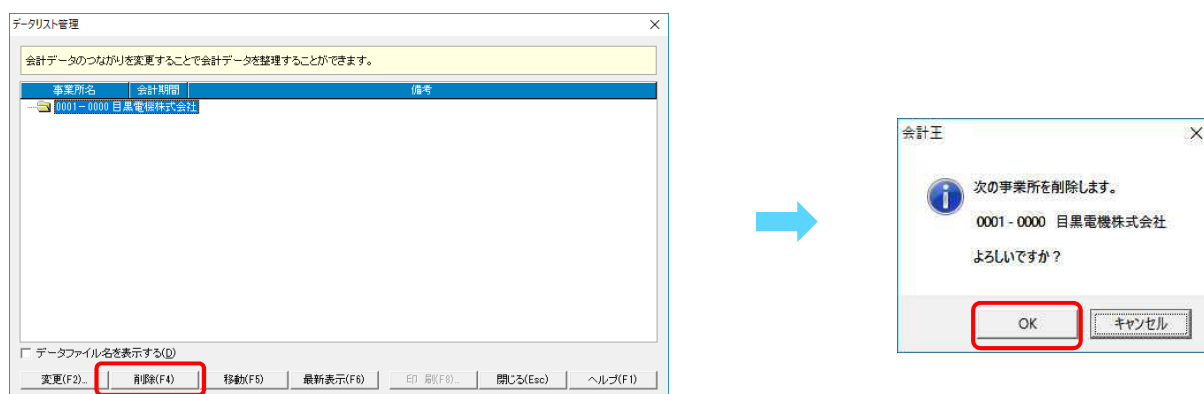 データリスト管理
会計データのつながりを変更することで会計データを整理することができます。
事業所名 会計期間 備考
0001-0000 目黒電機株式会社
データファイル名を表示する(D)
変更(F2)... 削除(F4) 移動(F5) 最新表示(F6) 印 刷(F8)... 閉じる(Esc) ヘルプ(F1)
会計王
次の事業所を削除します。
0001 - 0000 目黒電機株式会社
よろしいですか？
OK キャンセル